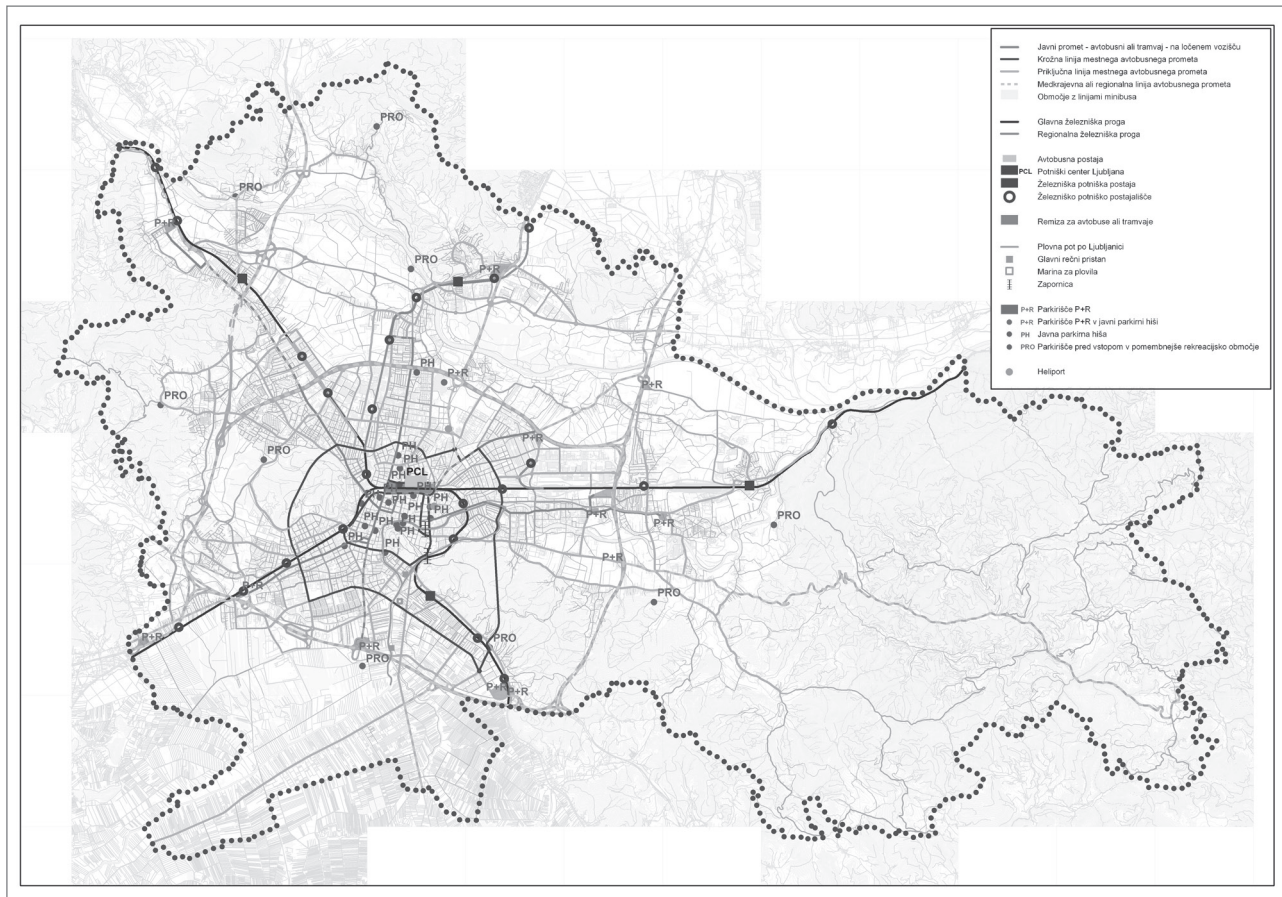 Javni promet - avtobusni ali tramvaj - na ločenem vozišču
Krožna linija mestnega avtobusnega prometa
Priključna linija mestnega avtobusnega prometa
Medkrajevna ali regionalna linija avtobusnega prometa
Območje z linijami minibusa
Glavna železniška proga
Regionalna železniška proga
Avtobusna postaja
PCL Potniški center Ljubljana
Železniška potniška postaja
Železniško potniško postajališče
Remiza za avtobuse ali tramvaje
Plovna pot po Ljubljanici
Glavni rečni pristan
Marina za plovila
Zapornica
P+R Parkirišče P+R
P+R Parkirišče P+R v javni parkirni hiši
PH Javna parkirna hiša
PRO Parkirišče pred vstopom v pomembnejše rekreacijsko območje
Heliport
PRO
PRO
P+R
PRO
P+R
PH
P+R
P+R
PRO
P+R
PRO
PH
PH
PCL
PH
PH
PH
PH
PH
PH
PH
PH
PH
PH
P+R
P+R
PRO
P+R
P+R
PRO
P+R
P+R
PRO
PRO
P+R
P+R